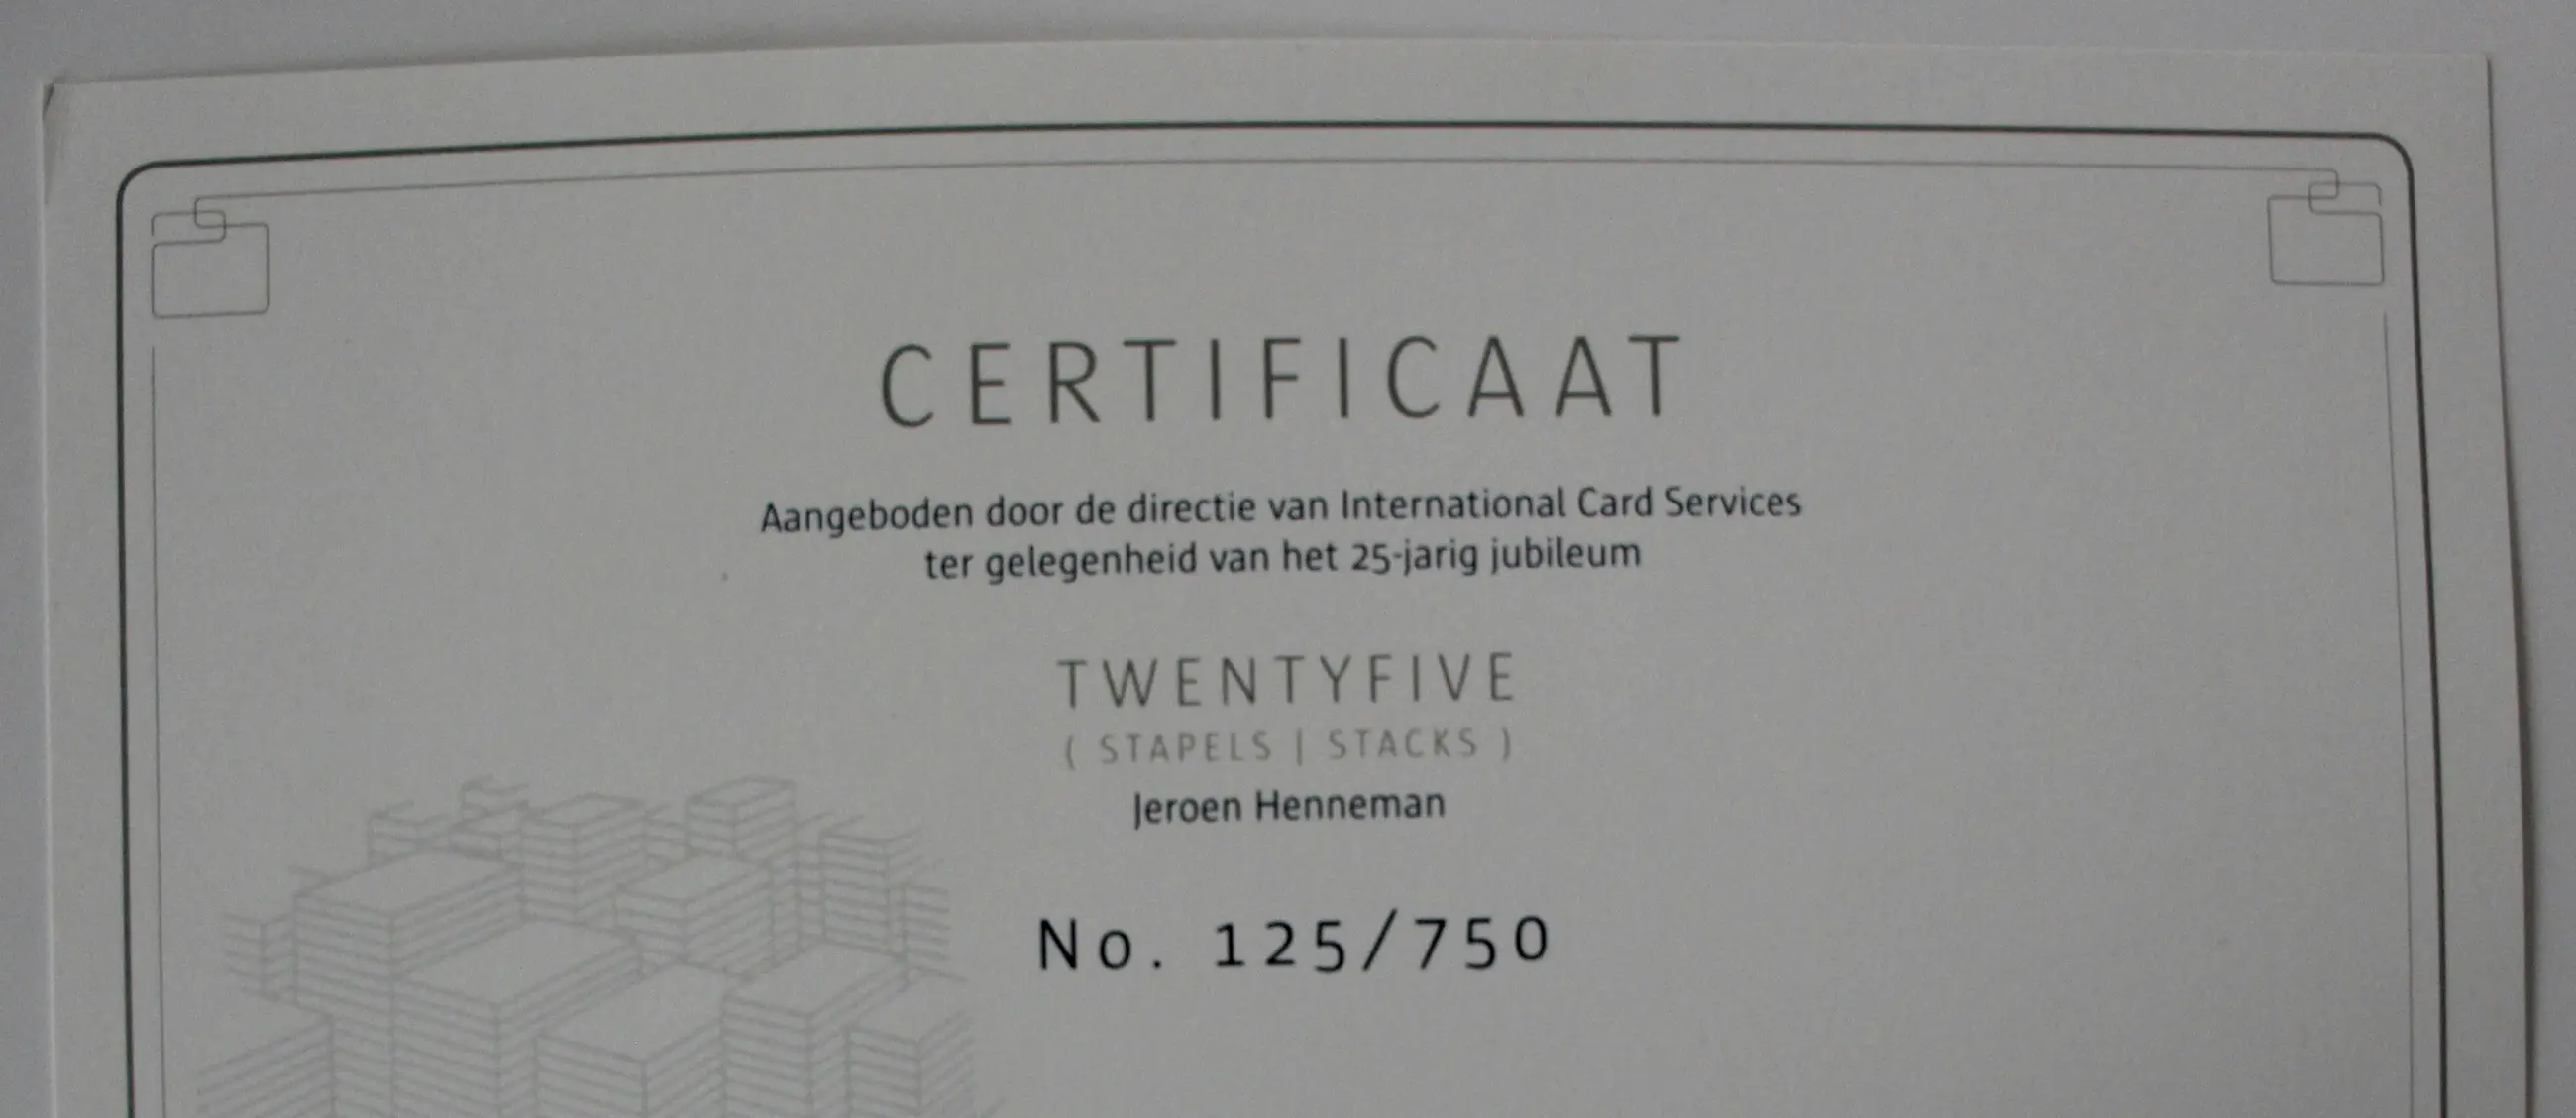 CERTIFICAAT
Aangeboden door de directie van International Card Services
ter gelegenheid van het 25-jarig jubileum
TWENTYFIVE
( STAPELS | STACKS )
Jeroen Henneman
No. 125/750